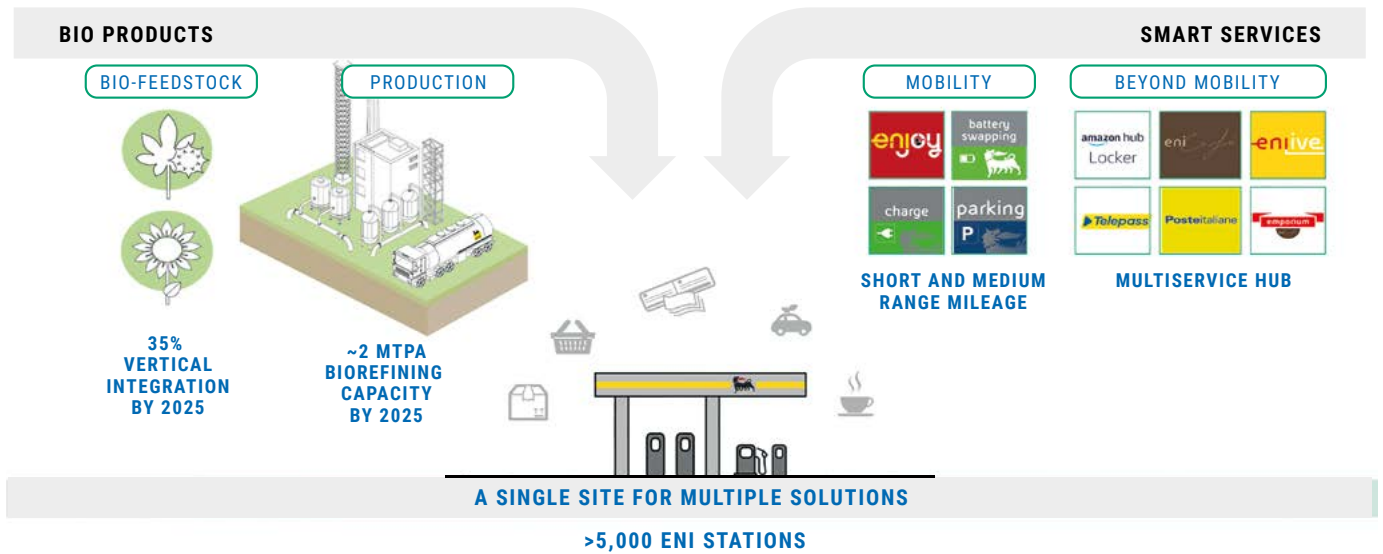 BIO PRODUCTS
SMART SERVICES
BIO-FEEDSTOCK
PRODUCTION
MOBILITY
BEYOND MOBILITY
enjoy
battery
swapping
amazon hub
Locker
eni
eniive
charge
parking
P
Telepass
Posteitaliane
emporium
35%
VERTICAL
INTEGRATION
BY 2025
~2 MTPA
BIOREFINING
CAPACITY
BY 2025
SHORT AND MEDIUM
RANGE MILEAGE
MULTISERVICE HUB
A SINGLE SITE FOR MULTIPLE SOLUTIONS
>5,000 ENI STATIONS